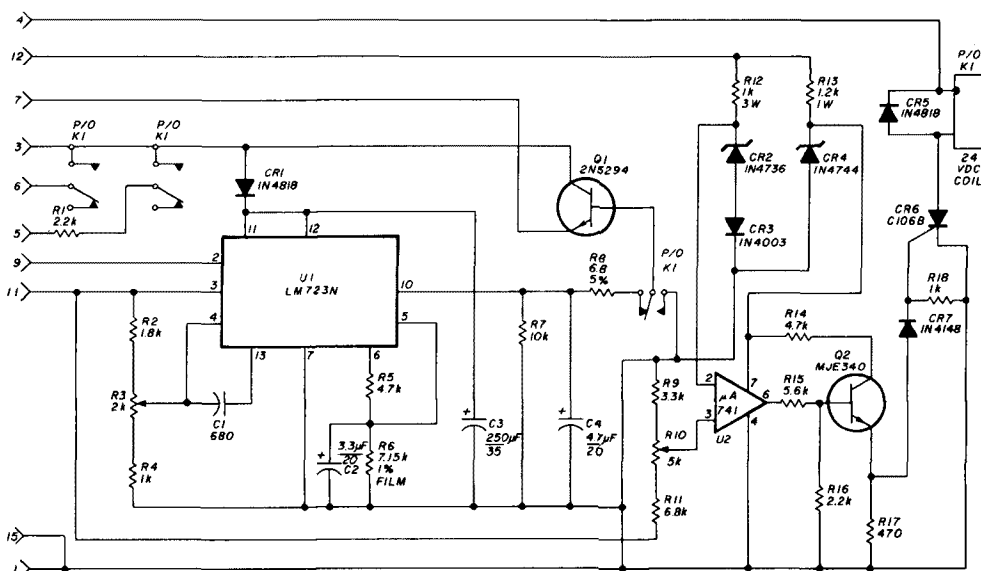 4
12
7
3
6
5
9
11
15
1
P/O
K1
P/O
K1
R1
2.2k
CR1
1N4818
Q1
2N5294
R12
1k
3W
R13
1.2k
1W
CR2
1N4736
CR4
1N4744
CR3
1N4003
CR5
1N4818
P/O
K1
24
VDC
COIL
CR6
C106B
R18
1k
CR7
1N4148
11
12
2
3
4
13
7
6
5
10
U1
LM723N
R2
1.8k
R3
2k
R4
1k
C1
680
R5
4.7k
3.3µF
20
C2
R6
7.15k
1%
FILM
C3
250µF
35
R7
10k
C4
4.7µF
20
R8
6.8
5%
P/O
K1
R9
3.3k
R10
5k
R11
6.8k
2
3
7
4
6
µA
741
U2
R14
4.7k
Q2
MJE340
R15
5.6k
R16
2.2k
R17
470